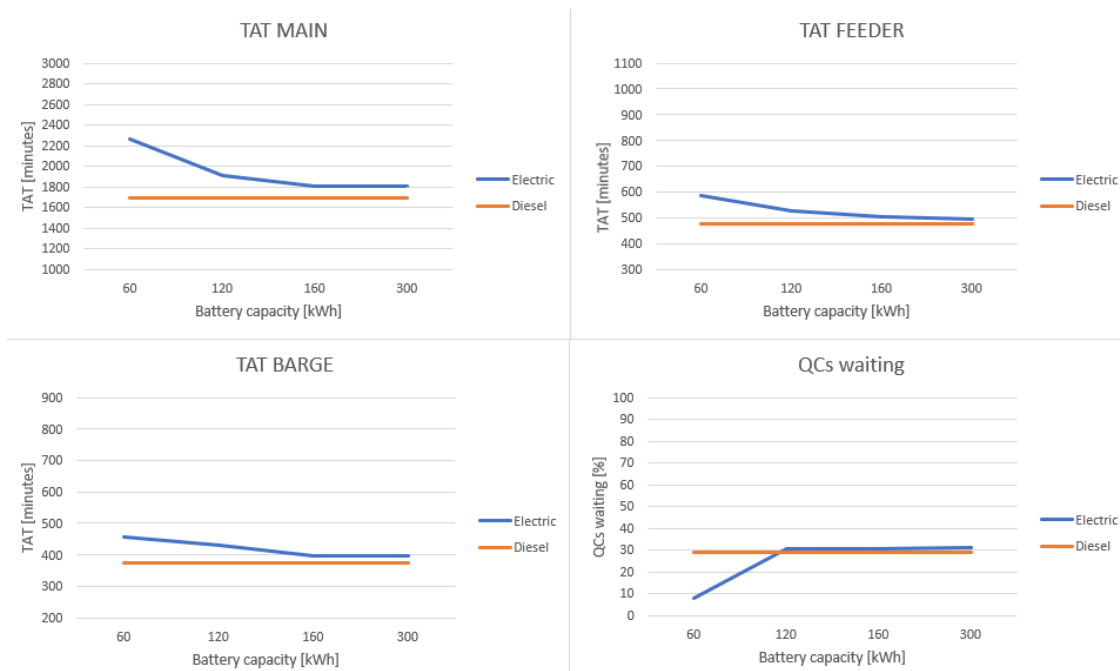 TAT MAIN
3000
2800
2600
2400
2200
2000
1800
1600
1400
1200
1000
TAT [minutes]
60
120
160
300
Battery capacity [kWh]
Electric
Diesel
TAT FEEDER
1100
1000
900
800
700
600
500
400
300
TAT [minutes]
60
120
160
300
Battery capacity [kWh]
Electric
Diesel
TAT BARGE
900
800
700
600
500
400
300
200
TAT [minutes]
60
120
160
300
Battery capacity [kWh]
Electric
Diesel
QCs waiting
100
90
80
70
60
50
40
30
20
10
0
QCs waiting [%]
60
120
160
300
Battery capacity [kWh]
Electric
Diesel